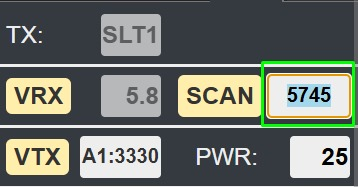 TX: SLT1
VRX 5.8 SCAN 5745
VTX A1:3330 PWR: 25